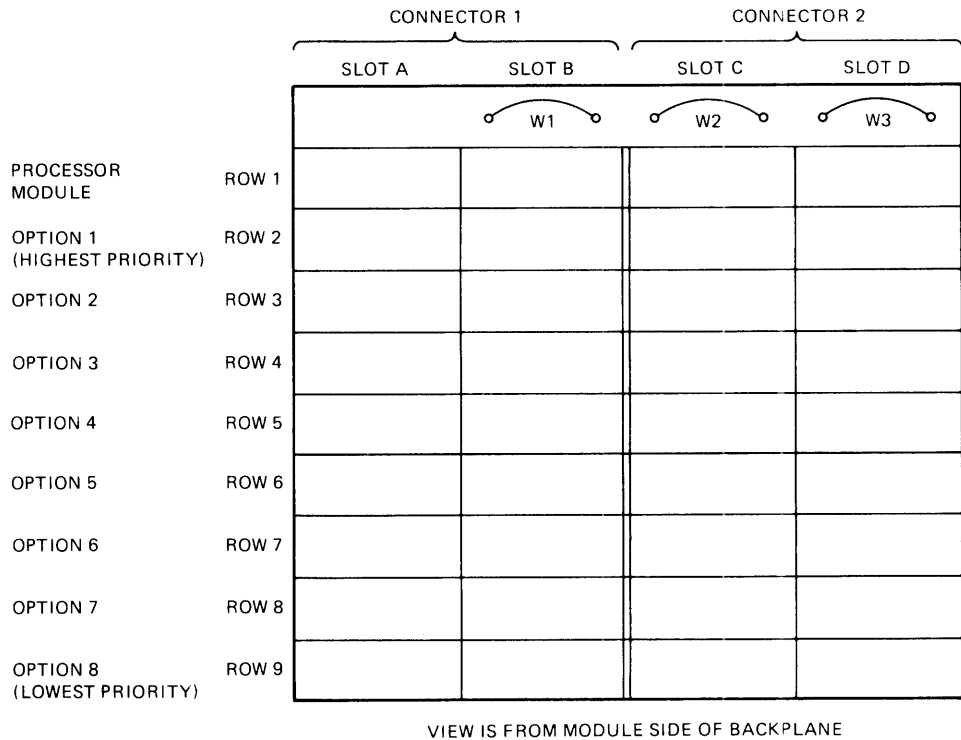 CONNECTOR 1 CONNECTOR 2
SLOT A SLOT B SLOT C SLOT D
W1 W2 W3
PROCESSOR
MODULE ROW 1
OPTION 1
(HIGHEST PRIORITY) ROW 2
OPTION 2 ROW 3
OPTION 3 ROW 4
OPTION 4 ROW 5
OPTION 5 ROW 6
OPTION 6 ROW 7
OPTION 7 ROW 8
OPTION 8
(LOWEST PRIORITY) ROW 9
VIEW IS FROM MODULE SIDE OF BACKPLANE